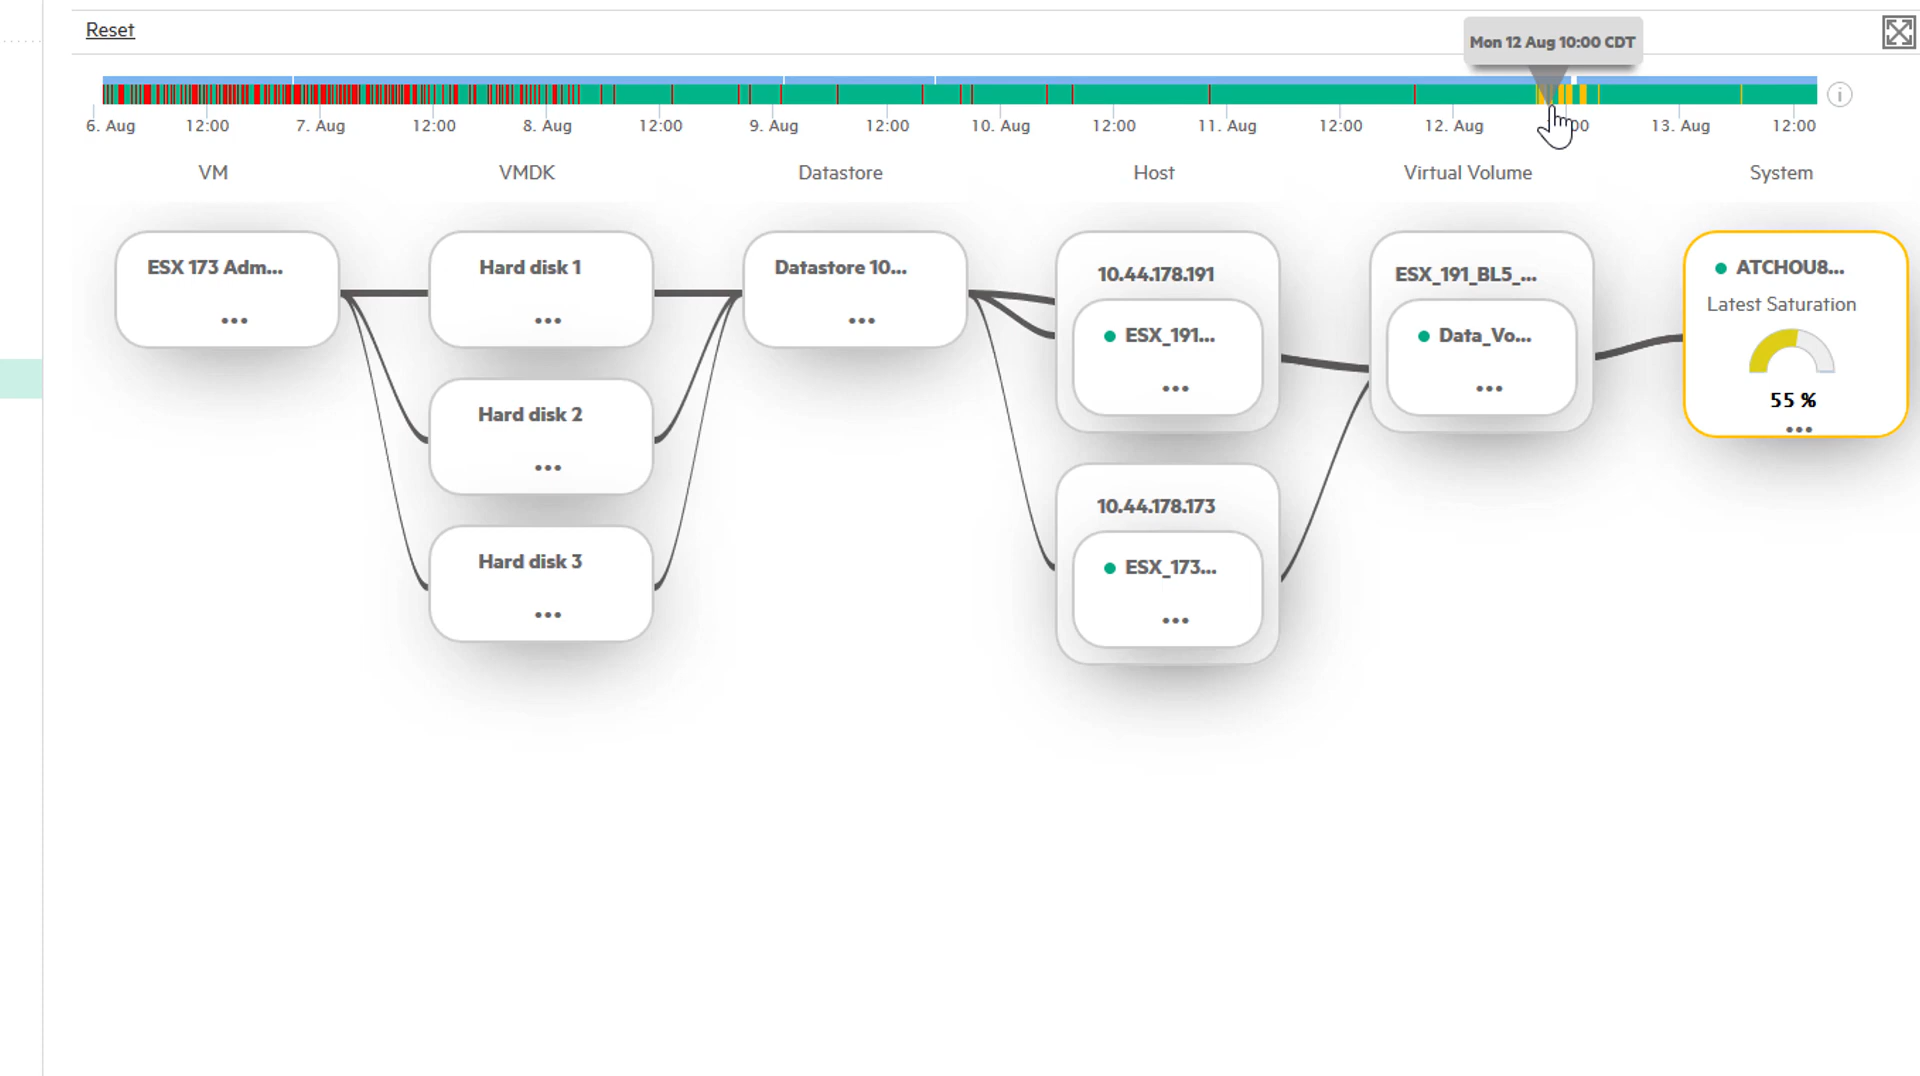 Reset
Mon 12 Aug 10:00 CDT
6. Aug 12:00 7. Aug 12:00 8. Aug 12:00 9. Aug 12:00 10. Aug 12:00 11. Aug 12:00 12. Aug 13. Aug 12:00
VM VMDK Datastore Host Virtual Volume System
ESX 173 Adm...
Hard disk 1
Hard disk 2
Hard disk 3
Datastore 10...
10.44.178.191
ESX_191...
10.44.178.173
ESX_173...
ESX_191_BL5_...
Data_Vo...
ATCHOU8...
Latest Saturation
55 %